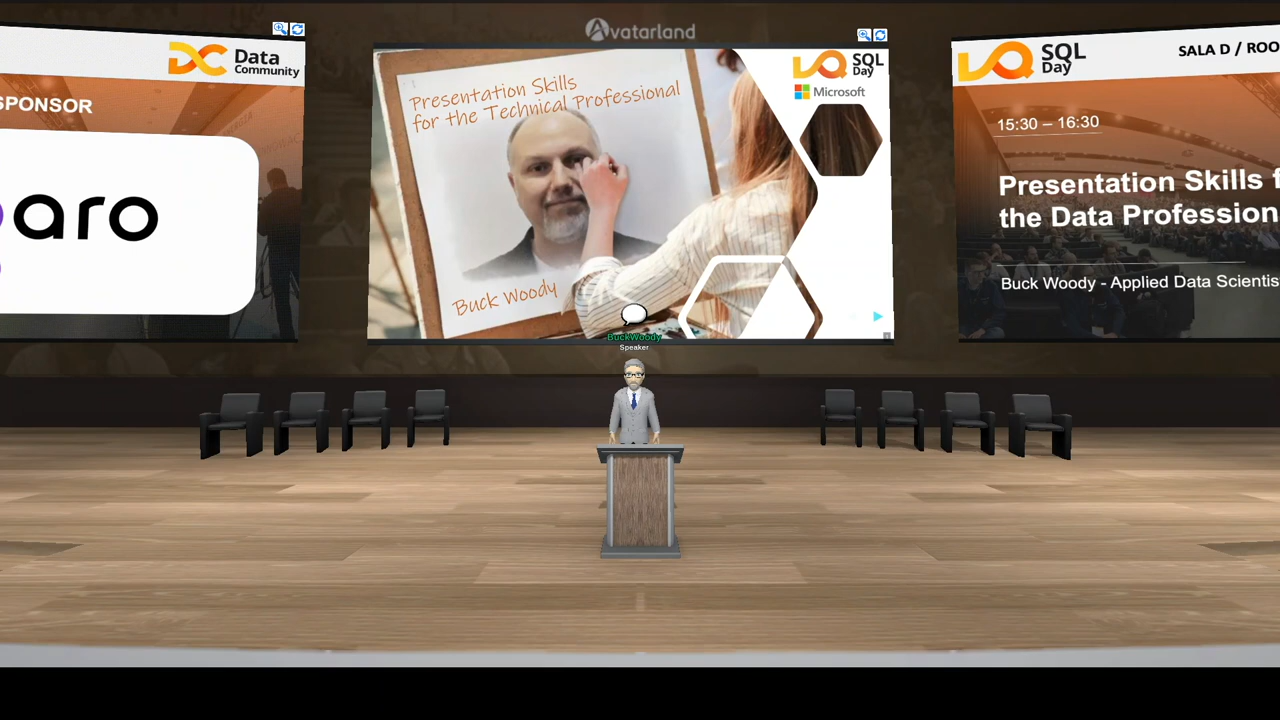 Avatarland
Data
Community
SPONSOR
aro
Presentation Skills
for the Technical Professional
Buck Woody
SQL
Day
Microsoft
BuckWoody
Speaker
SQL
Day
SALA D / ROO
15:30 – 16:30
Presentation Skills f
the Data Profession
Buck Woody - Applied Data Scientis